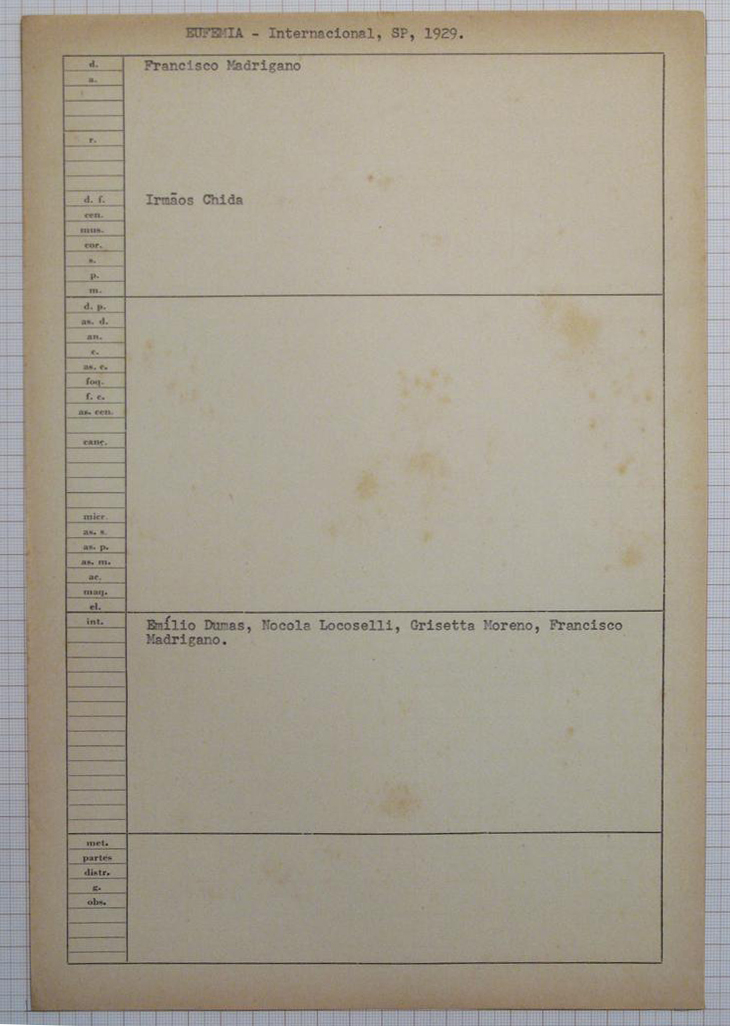 EUFEMIA - Internacional, SP, 1929.
d. Francisco Madrigano
a.
r.
d. f. Irmãos Chida
cen.
mus.
cor.
s.
p.
m.
d. p.
as. d.
an.
c.
as. c.
foq.
f. c.
as. cen.
canç.
micr.
as. s.
as. p.
as. m.
ac.
maq.
el.
int. Emílio Dumas, Nocola Locoselli, Grisetta Moreno, Francisco
Madrigano.
met.
partes
distr.
g.
obs.